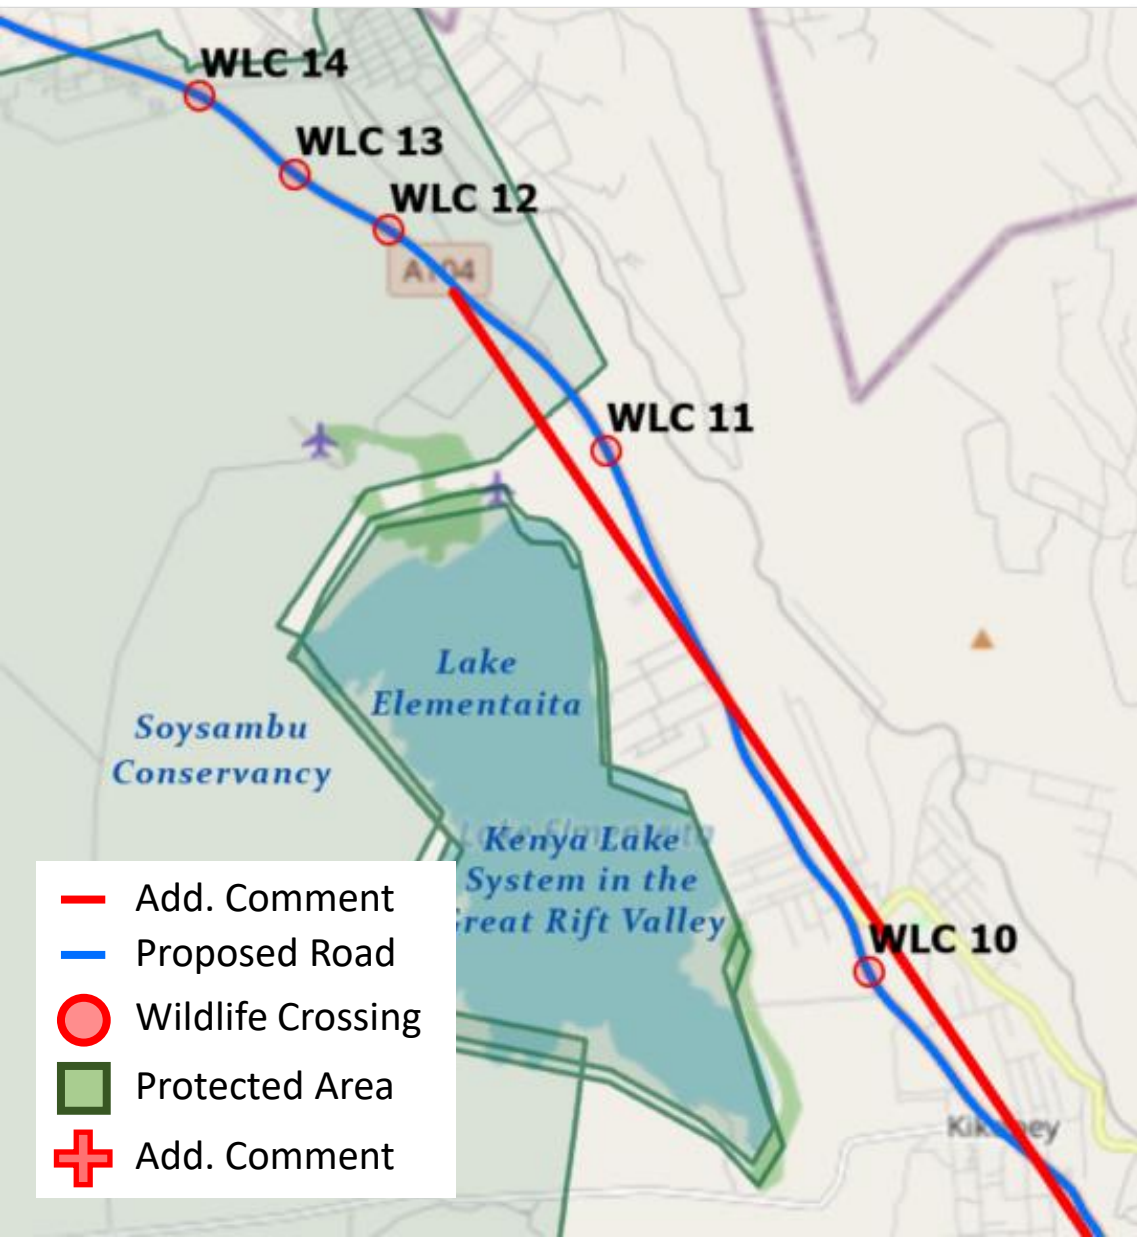 WLC 14
WLC 13
WLC 12
A104
WLC 11
Lake
Elementaita
Soysambu
Conservancy
Kenya Lake
System in the
Great Rift Valley
WLC 10
Add. Comment
Proposed Road
Wildlife Crossing
Protected Area
Add. Comment